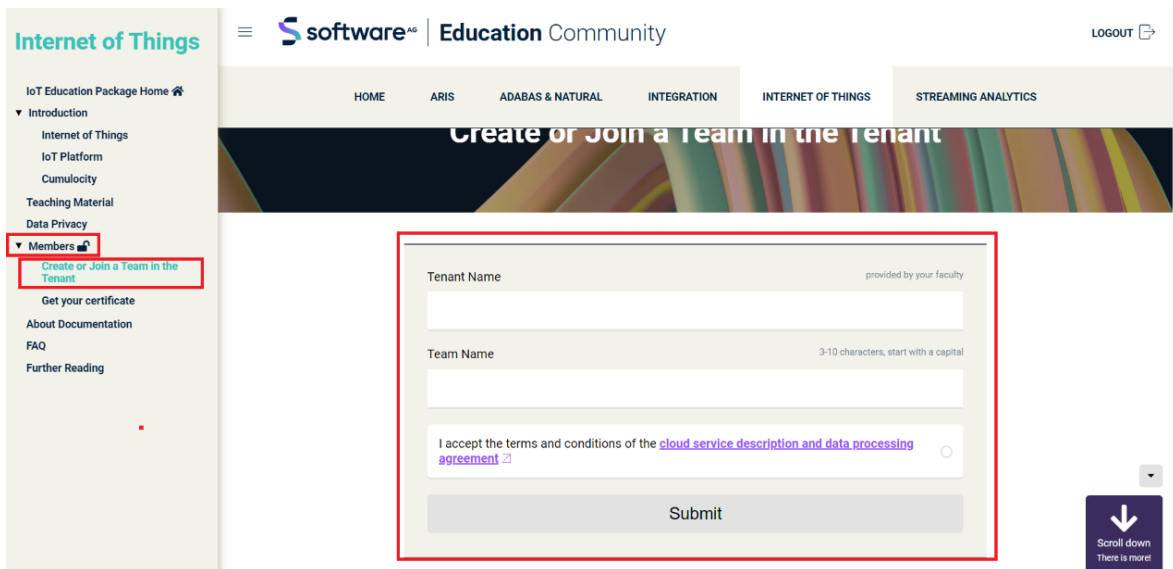 Internet of Things
IoT Education Package Home
Introduction
Internet of Things
IoT Platform
Cumulocity
Teaching Material
Data Privacy
Members
Create or Join a Team in the
Tenant
Get your certificate
About Documentation
FAQ
Further Reading
software AG | Education Community
LOGOUT
HOME ARIS ADABAS & NATURAL INTEGRATION INTERNET OF THINGS STREAMING ANALYTICS
Create or Join a Team in the Tenant
Tenant Name provided by your faculty
Team Name 3-10 characters, start with a capital
I accept the terms and conditions of the cloud service description and data processing
agreement
Submit
Scroll down
There is more!